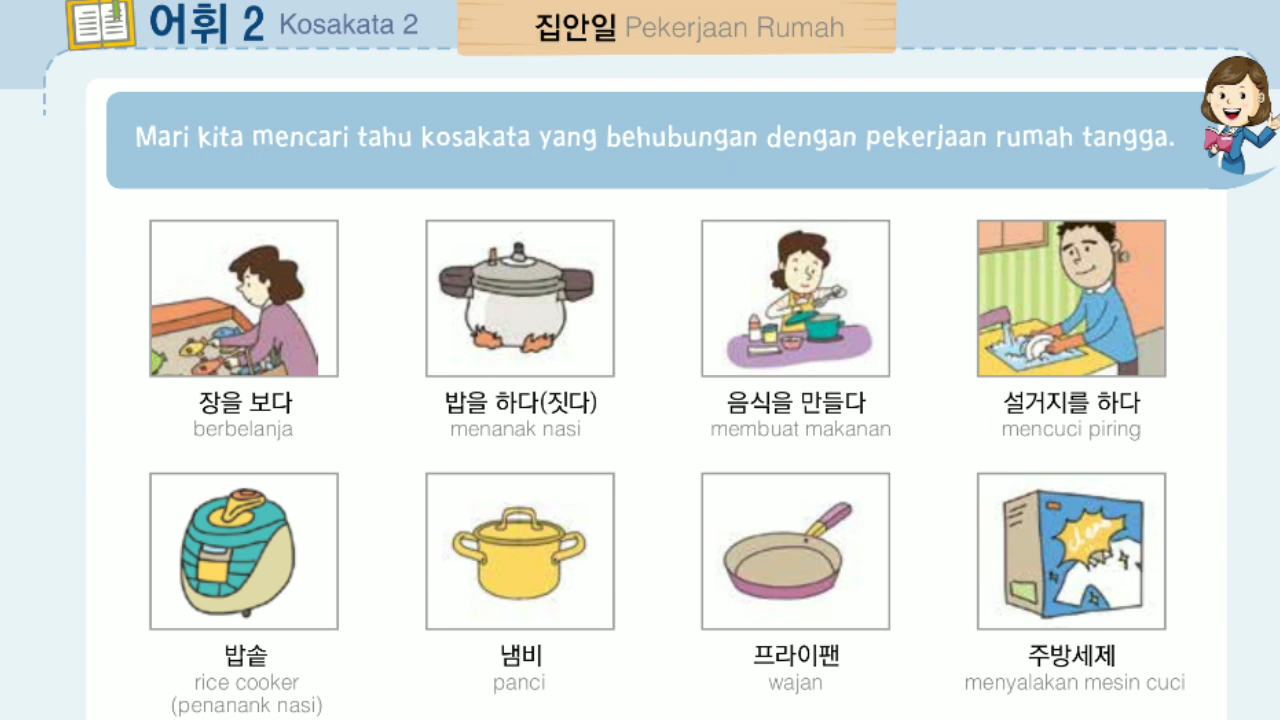 어휘 2 Kosakata 2
집안일 Pekerjaan Rumah
Mari kita mencari tahu kosakata yang behubungan dengan pekerjaan rumah tangga.
장을 보다
berbelanja
밥을 하다(짓다)
menanak nasi
음식을 만들다
membuat makanan
설거지를 하다
mencuci piring
밥솥
rice cooker
(penanank nasi)
냄비
panci
프라이팬
wajan
주방세제
menyalakan mesin cuci